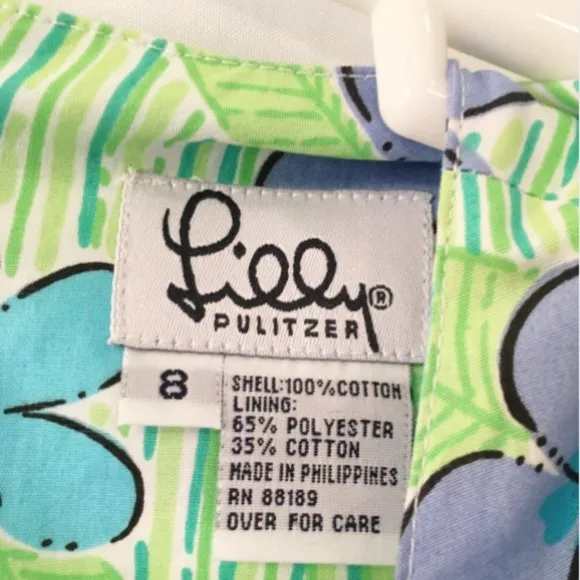 Lilly®
PULITZER
8
SHELL:100%COTTON
LINING:
65% POLYESTER
35% COTTON
MADE IN PHILIPPINES
RN 88189
OVER FOR CARE